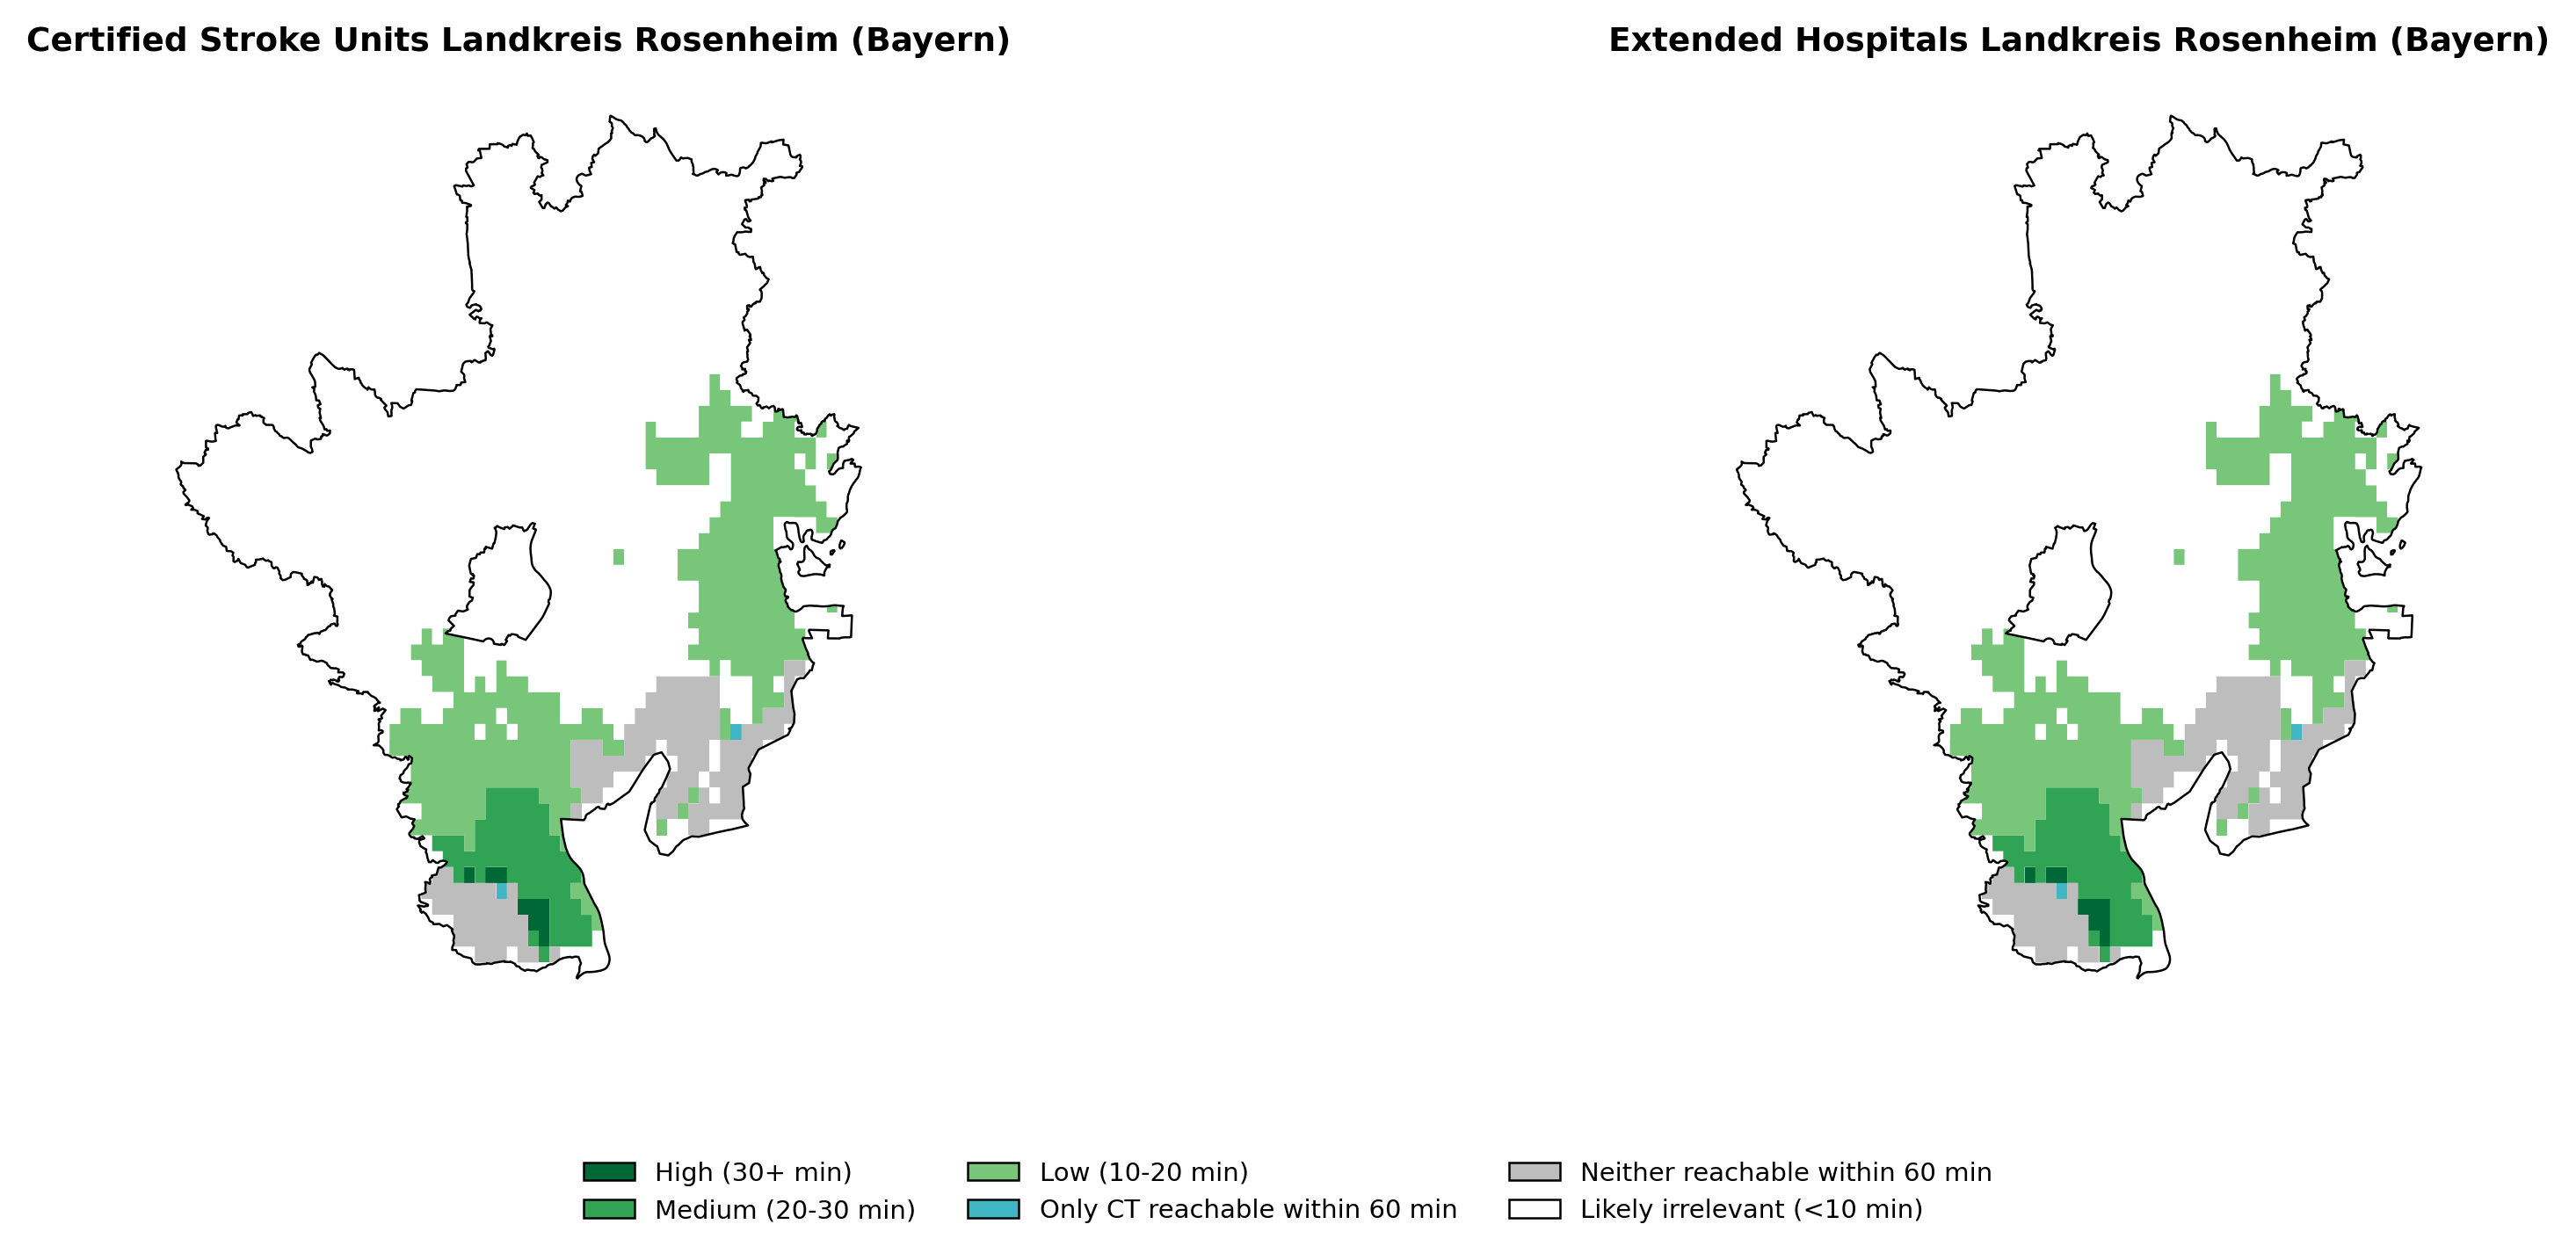 Certified Stroke Units Landkreis Rosenheim (Bayern)
Extended Hospitals Landkreis Rosenheim (Bayern)
High (30+ min)
Medium (20-30 min)
Low (10-20 min)
Only CT reachable within 60 min
Neither reachable within 60 min
Likely irrelevant (<10 min)